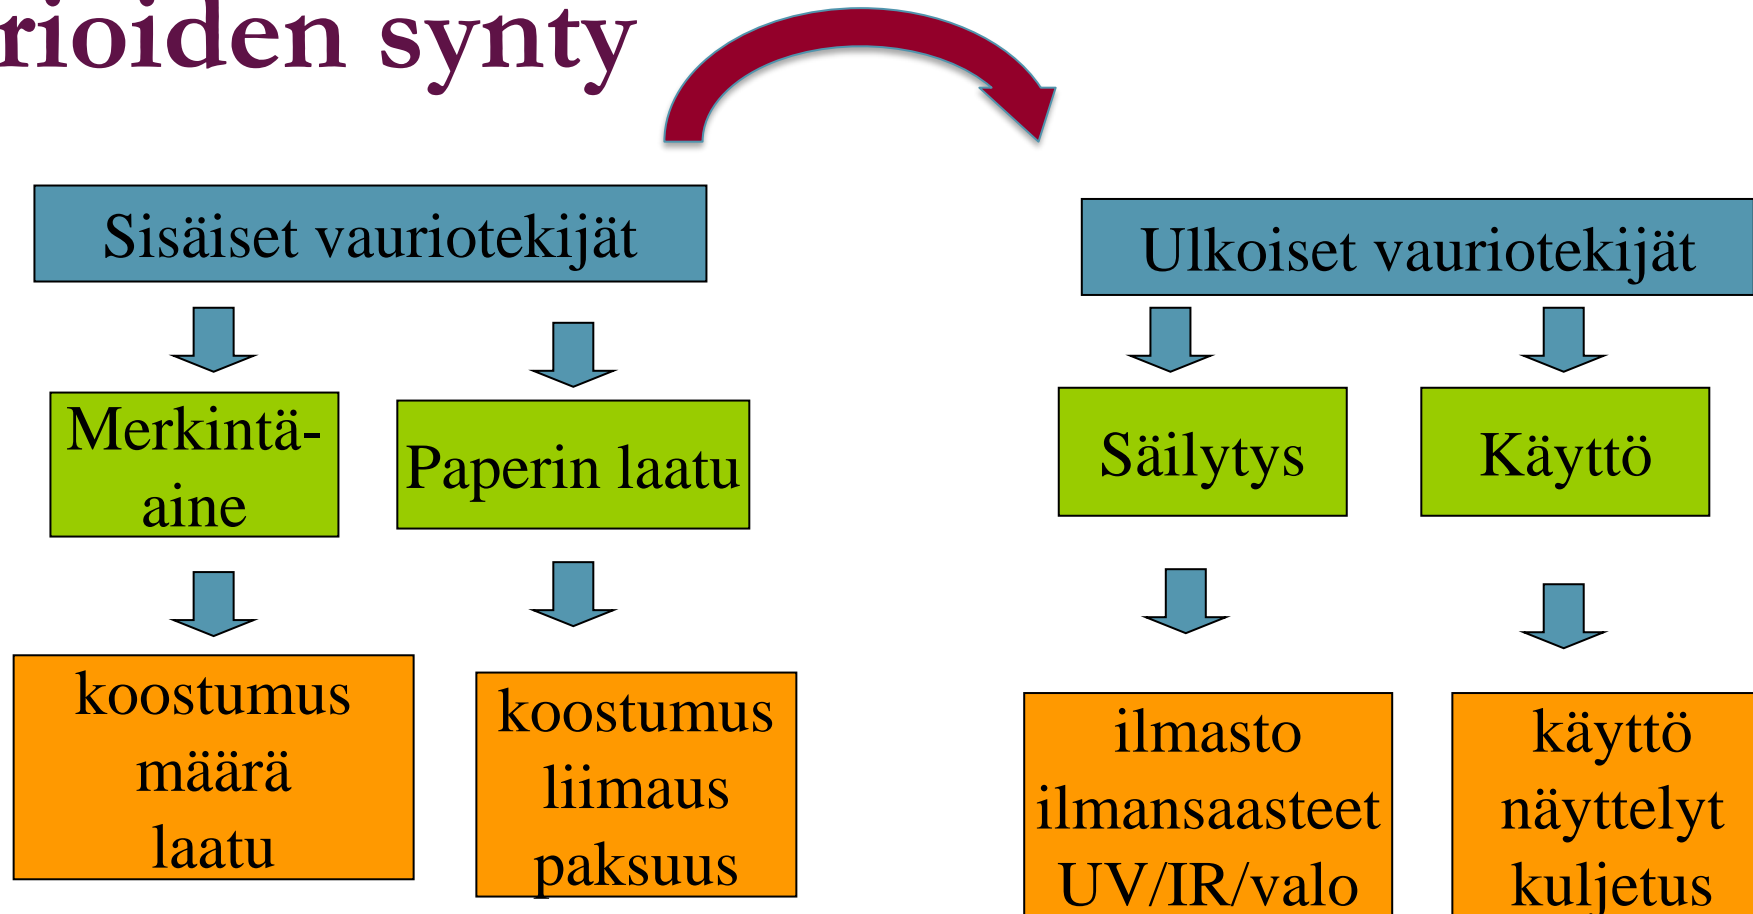 rioiden synty
Sisäiset vauriotekijät
Merkintä-
aine
Paperin laatu
koostumus
määrä
laatu
koostumus
liimaus
paksuus
Ulkoiset vauriotekijät
Säilytys
Käyttö
ilmasto
ilmansaasteet
UV/IR/valo
käyttö
näyttelyt
kuljetus